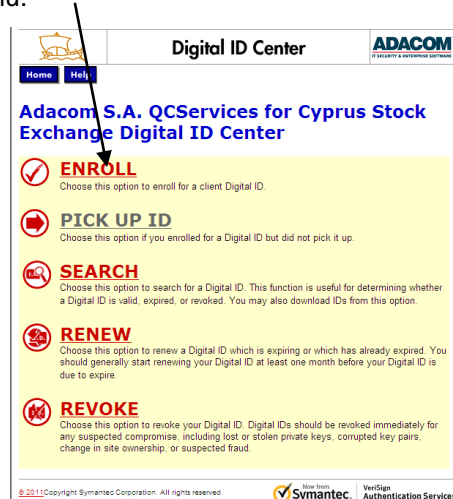 id.
Digital ID Center
ADACOM
IT SECURITY & ENTERPRISE SOFTWARE
Home Help
Adacom S.A. QCServices for Cyprus Stock
Exchange Digital ID Center
ENROLL
Choose this option to enroll for a client Digital ID.
PICK UP ID
Choose this option if you enrolled for a Digital ID but did not pick it up.
SEARCH
Choose this option to search for a Digital ID. This function is useful for determining whether
a Digital ID is valid, expired, or revoked. You may also download IDs from this option.
RENEW
Choose this option to renew a Digital ID which is expiring or which has already expired. You
should generally start renewing your Digital ID at least one month before your Digital ID is
due to expire.
REVOKE
Choose this option to revoke your Digital ID. Digital IDs should be revoked immediately for
any suspected compromise, including lost or stolen private keys, corrupted key pairs,
change in site ownership, or suspected fraud.
© 2011Copyright Symantec Corporation. All rights reserved.
Now from
Symantec.
VeriSign
Authentication Services